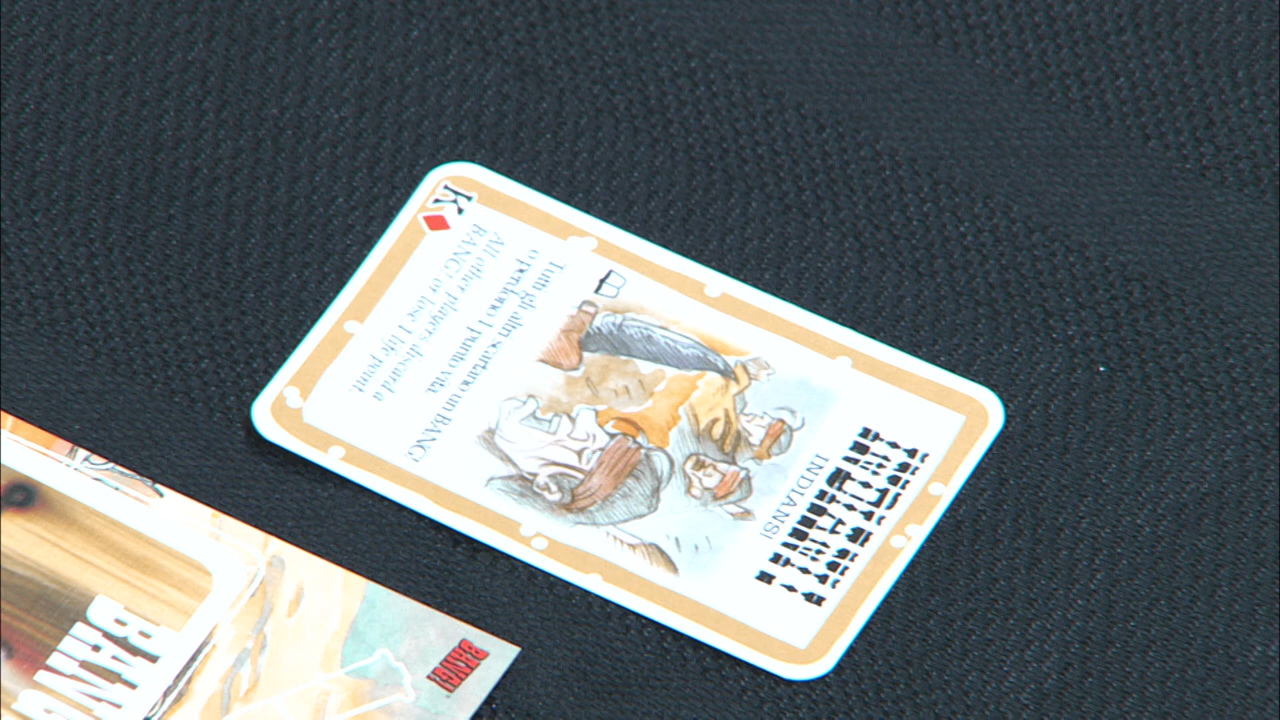 INDIANI!
INDIANS!
Tutti gli altri scartano un BANG!
o perdono 1 punto vita.
All other players discard a
BANG! or lose 1 life point.
K
BANG
BANG!